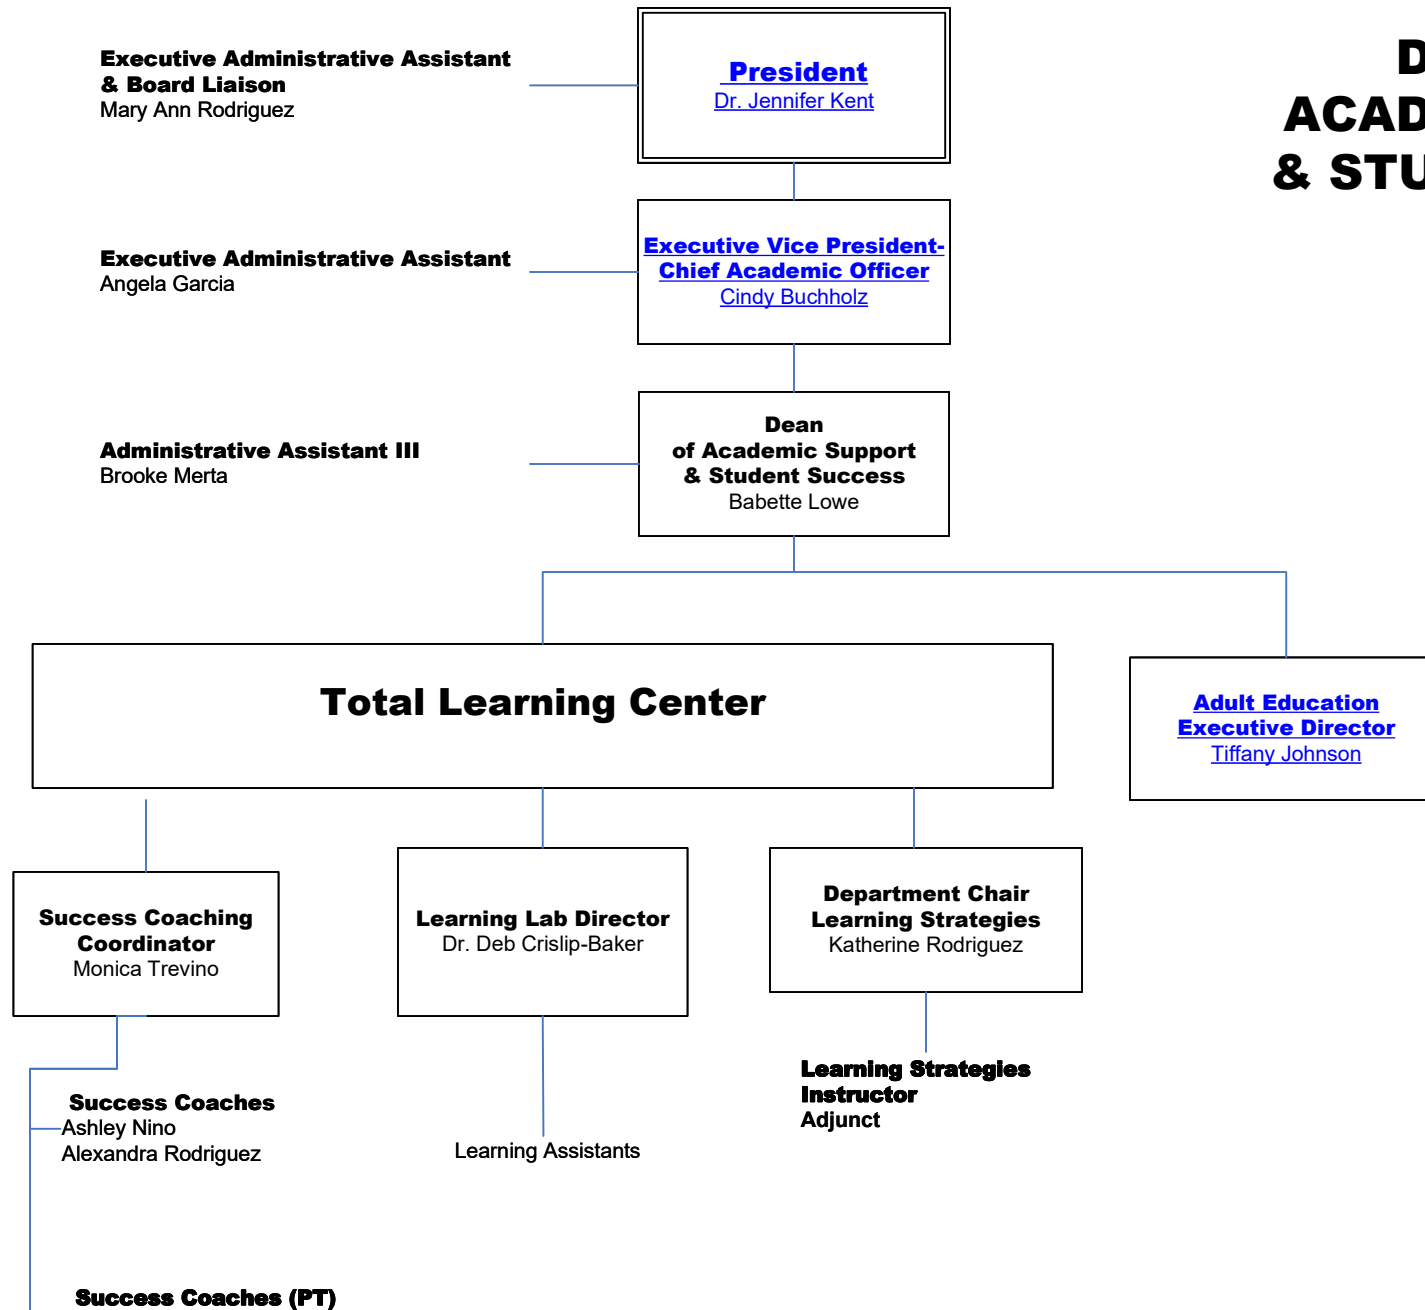 Executive Administrative Assistant
& Board Liaison
Mary Ann Rodriguez
President
Dr. Jennifer Kent
D
ACAD
& STU
Executive Administrative Assistant
Angela Garcia
Executive Vice President-
Chief Academic Officer
Cindy Buchholz
Administrative Assistant III
Brooke Merta
Dean
of Academic Support
& Student Success
Babette Lowe
Total Learning Center
Adult Education
Executive Director
Tiffany Johnson
Success Coaching
Coordinator
Monica Trevino
Learning Lab Director
Dr. Deb Crislip-Baker
Department Chair
Learning Strategies
Katherine Rodriguez
Success Coaches
Ashley Nino
Alexandra Rodriguez
Learning Assistants
Learning Strategies
Instructor
Adjunct
Success Coaches (PT)